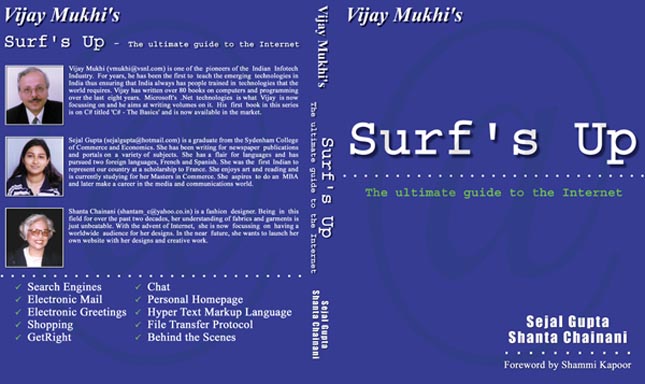 Vijay Mukhi's
Surf's Up - The ultimate guide to the Internet
Vijay Mukhi (vmukhi@vsnl.com) is one of the pioneers of the Indian Infotech
Industry. For years, he has been the first to teach the emerging technologies in
India thus ensuring that India always has people trained in technologies that the
world requires. Vijay has written over 80 books on computers and programming
over the last eight years. Microsoft's .Net technologies is what Vijay is now
focussing on and he aims at writing volumes on it. His first book in this series
is on C# titled 'C# - The Basics' and is now available in the market.
Sejal Gupta (sejalgupta@hotmail.com) is a graduate from the Sydenham College
of Commerce and Economics. She has been writing for newspaper publications
and portals on a variety of subjects. She has a flair for languages and has
pursued two foreign languages, French and Spanish. She was the first Indian to
represent our country at a scholarship to France. She enjoys art and reading and
is currently studying for her Masters in Commerce. She aspires to do an MBA
and later make a career in the media and communications world.
Shanta Chainani (shantam_c@yahoo.co.in) is a fashion designer. Being in this
field for over the past two decades, her understanding of fabrics and garments is
just unbeatable. With the advent of Internet, she is now focussing on having a
worldwide audience for her designs. In the near future, she wants to launch her
own website with her designs and creative work.
✓ Search Engines
✓ Electronic Mail
✓ Electronic Greetings
✓ Shopping
✓ GetRight
✓ Chat
✓ Personal Homepage
✓ Hyper Text Markup Language
✓ File Transfer Protocol
✓ Behind the Scenes
Vijay Mukhi's
Surf's Up
The ultimate guide to the Internet
Sejal Gupta
Shanta Chainani
Vijay Mukhi's
Surf's Up
The ultimate guide to the Internet
Sejal Gupta
Shanta Chainani
Foreword by Shammi Kapoor